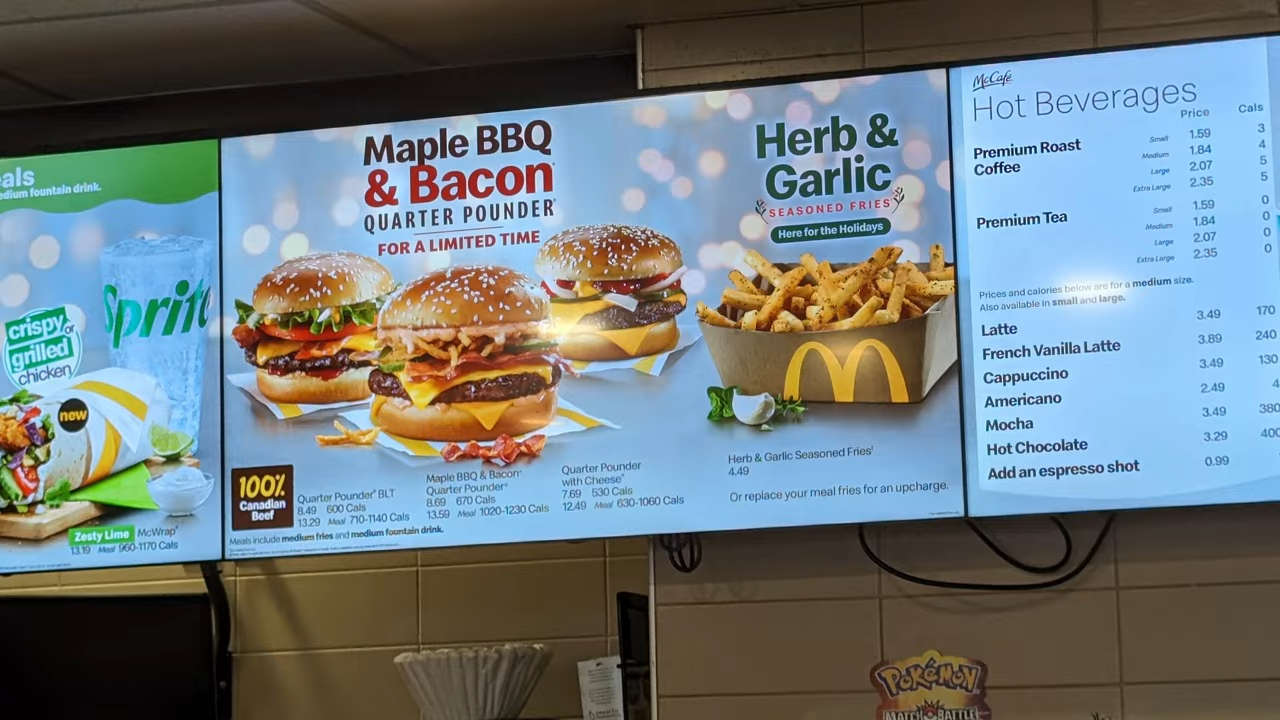 als
edium fountain drink.
Sprite
crispy or
grilled
chicken
new
Zesty Lime McWrap
13.19 Meal 960-1170 Cals
Maple BBQ
& Bacon
QUARTER POUNDER
FOR A LIMITED TIME
100%
Canadian
Beef
Quarter Pounder® BLT
8.49 600 Cals
13.29 Meal 710-1140 Cals
Maple BBQ & Bacon
Quarter Pounder®
8.69 670 Cals
13.59 Meal 1020-1230 Cals
Quarter Pounder
with Cheese
7.69 530 Cals
12.49 Meal 630-1060 Cals
Meals include medium fries and medium fountain drink.
Herb &
Garlic
SEASONED FRIES
Here for the Holidays
Herb & Garlic Seasoned Fries
4.49
Or replace your meal fries for an upcharge.
McCafé
Hot Beverages
Price Cals
Premium Roast Coffee
Small 1.59 3
Medium 1.84 4
Large 2.07 5
Extra Large 2.35 5
Premium Tea
Small 1.59 0
Medium 1.84 0
Large 2.07 0
Extra Large 2.35 0
Prices and calories below are for a medium size.
Also available in small and large.
Latte 3.49 170
French Vanilla Latte 3.89 240
Cappuccino 3.49 130
Americano 2.49 4
Mocha 3.49 380
Hot Chocolate 3.29 400
Add an espresso shot 0.99
POKéMON
MATCH BATTLE